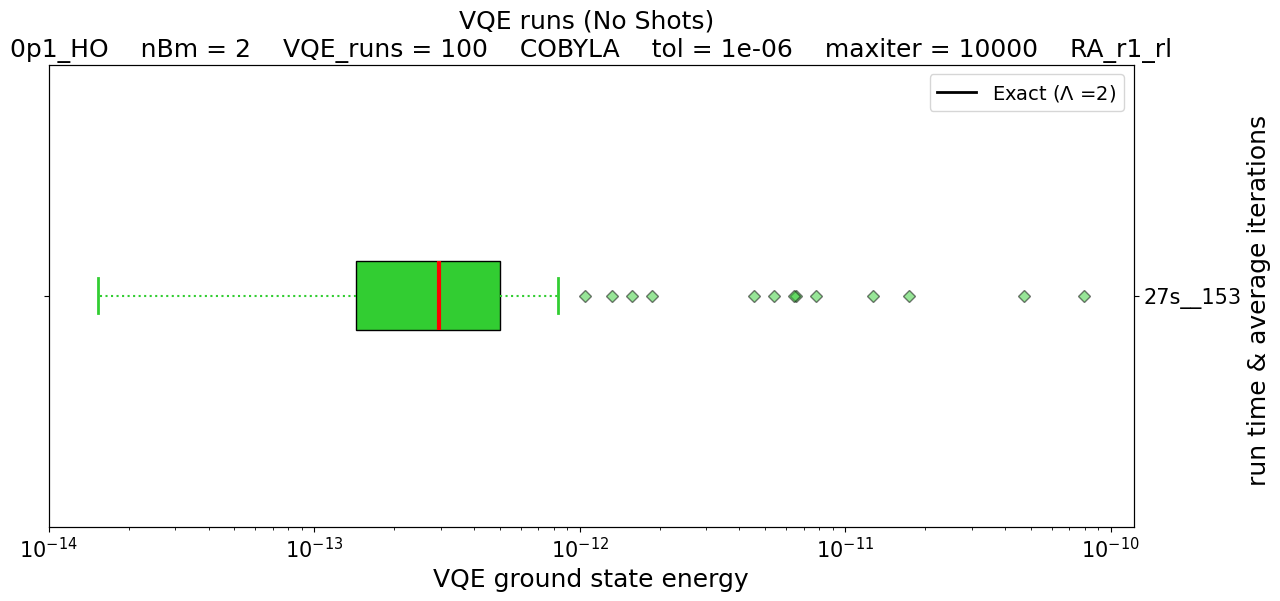 VQE runs (No Shots)
0p1_HO    nBm = 2    VQE_runs = 100    COBYLA    tol = 1e-06    maxiter = 10000    RA_r1_rl
Exact (Λ =2)
27s__153
run time & average iterations
10⁻¹⁴ 10⁻¹³ 10⁻¹² 10⁻¹¹ 10⁻¹⁰
VQE ground state energy